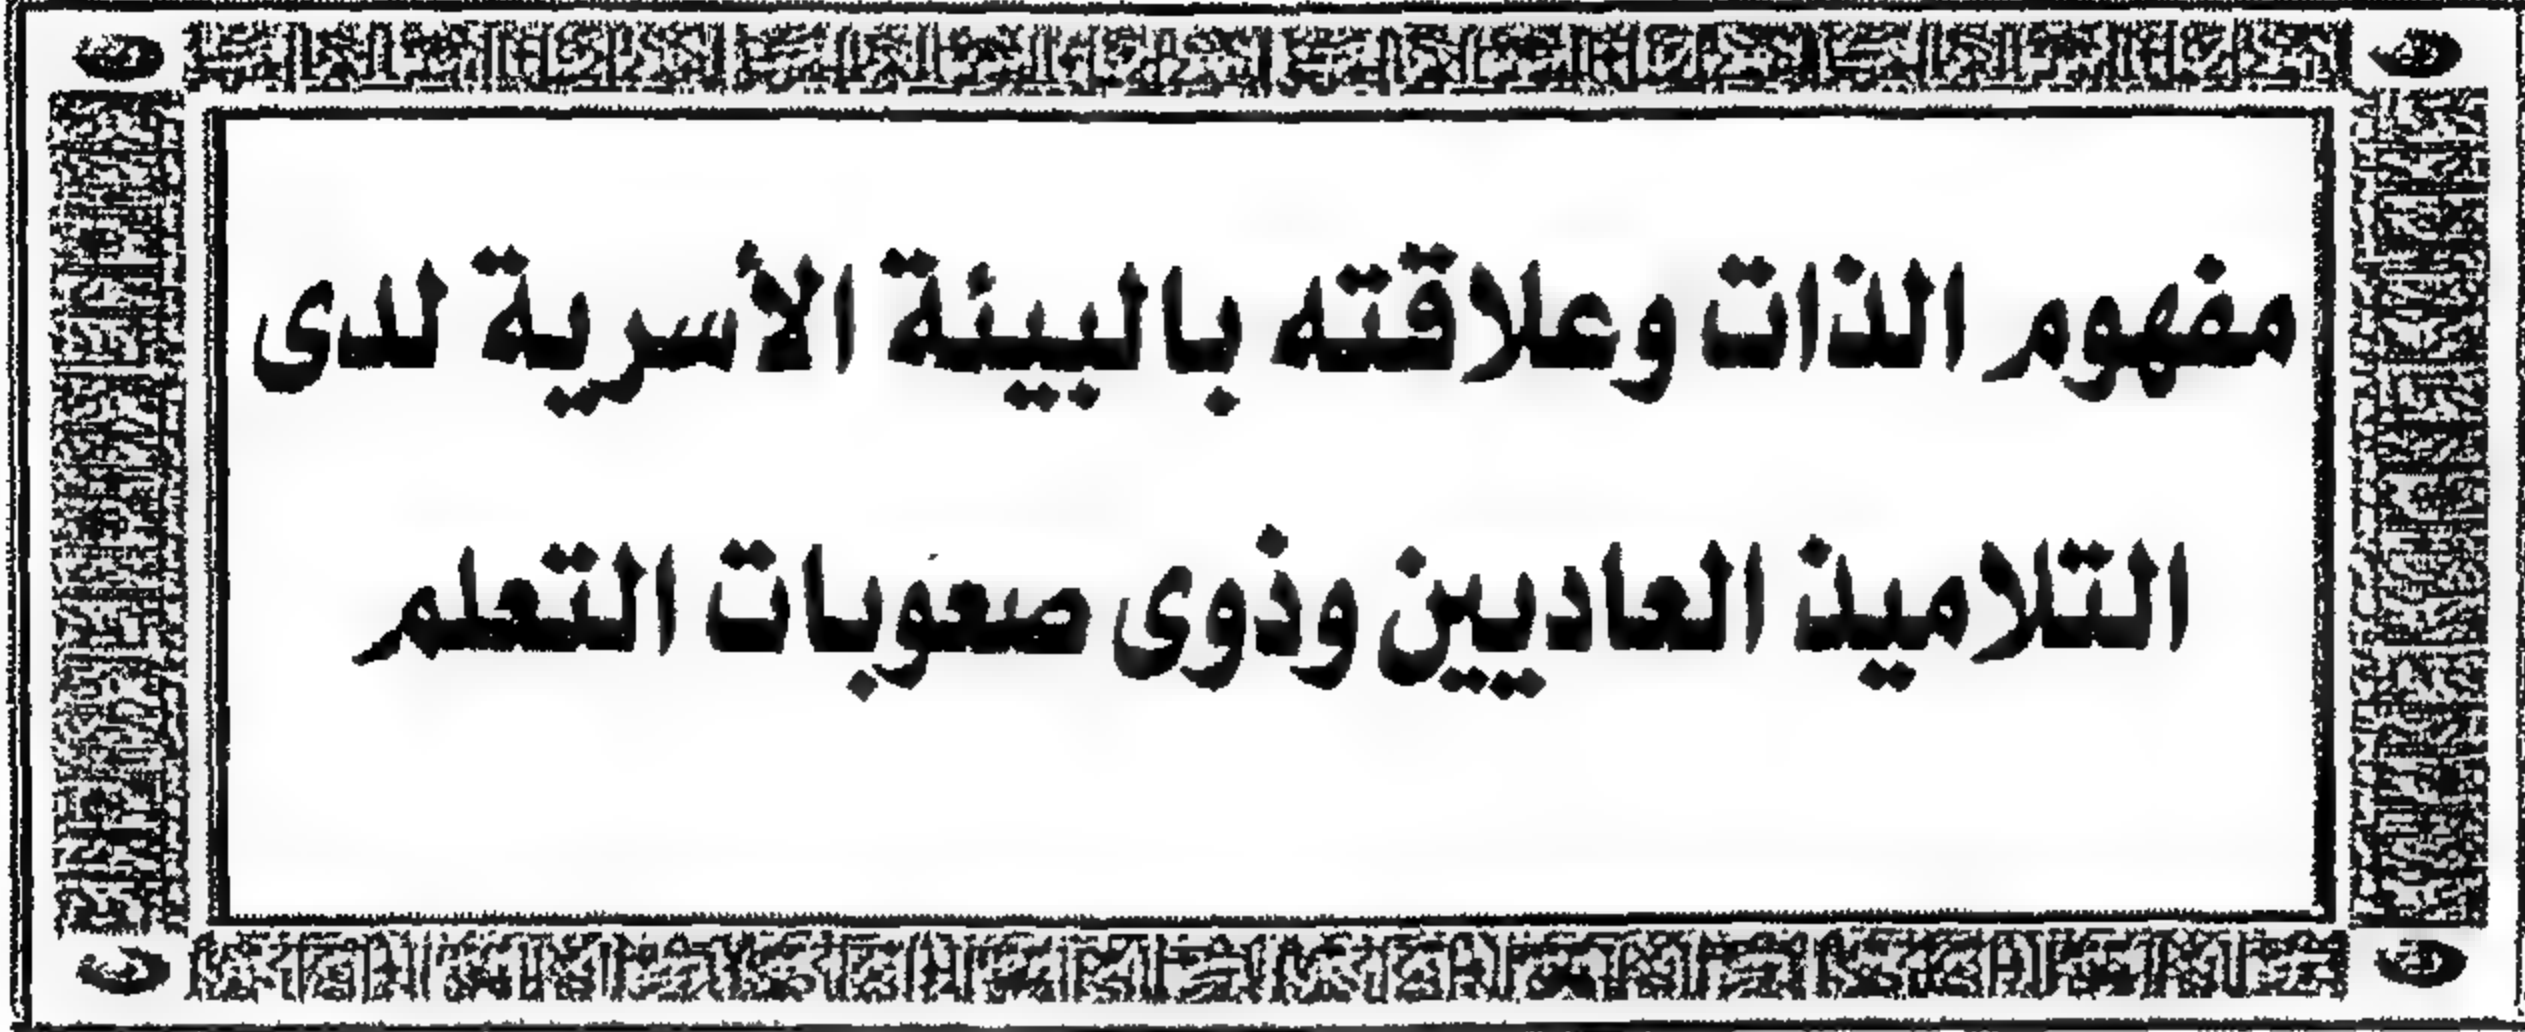 مفهوم الذات وعلاقته بالبيئة الأسرية لدى
التلاميذ العاديين وذوى صعوبات التعلم